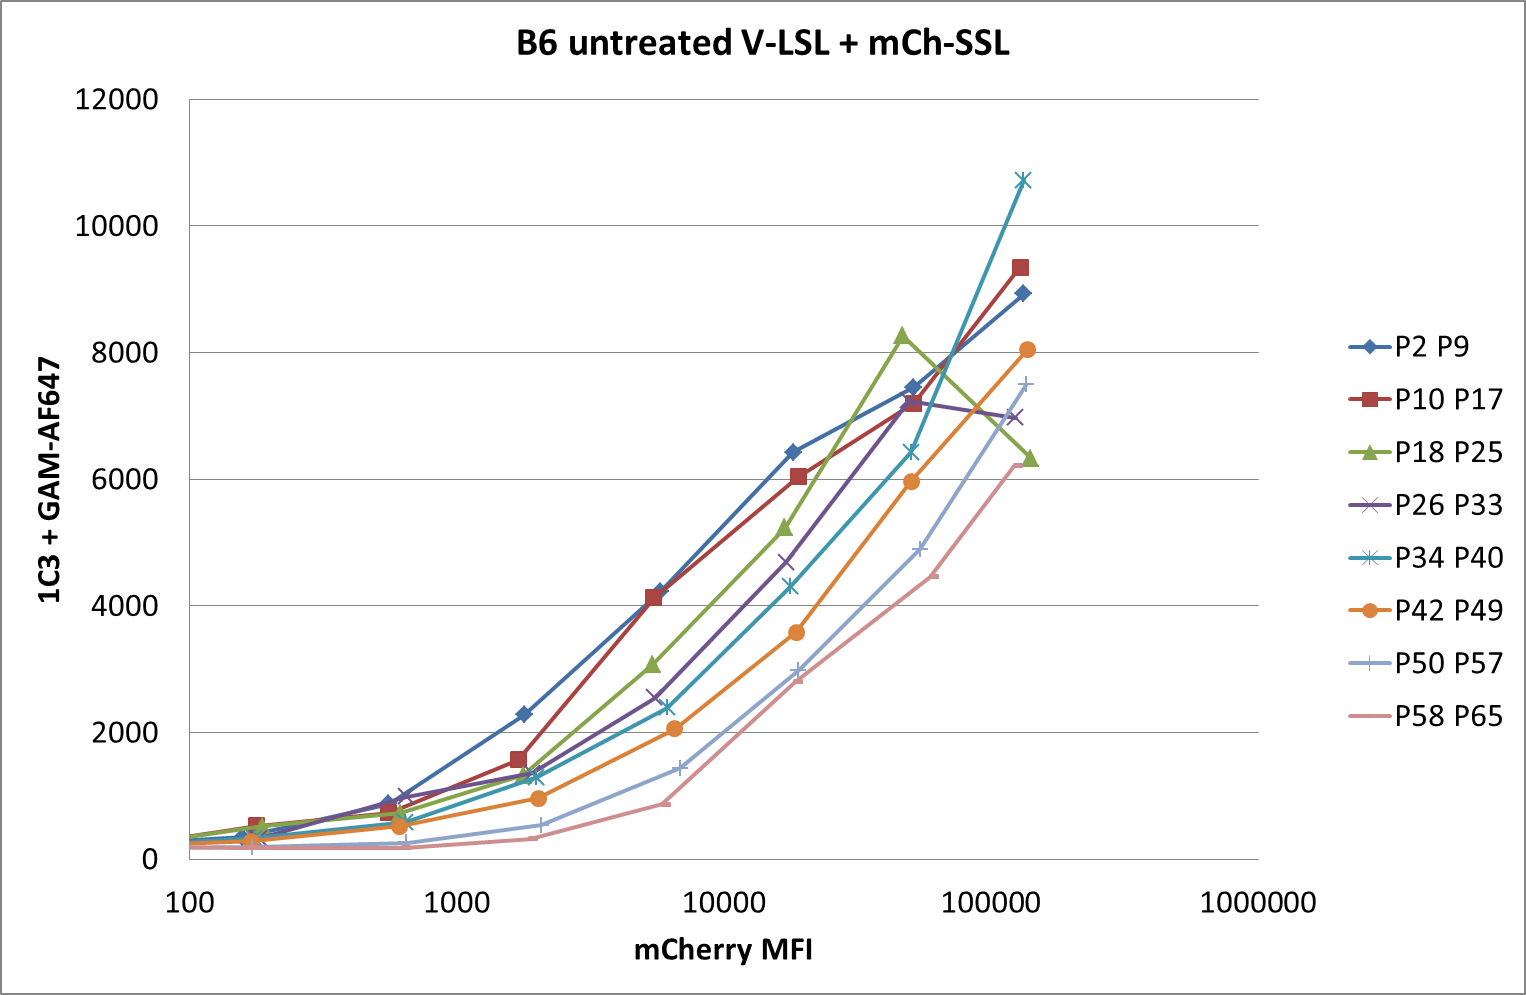 B6 untreated V-LSL + mCh-SSL
12000
10000
8000
6000
4000
2000
0
1C3 + GAM-AF647
100 1000 10000 100000 1000000
mCherry MFI
P2 P9
P10 P17
P18 P25
P26 P33
P34 P40
P42 P49
P50 P57
P58 P65